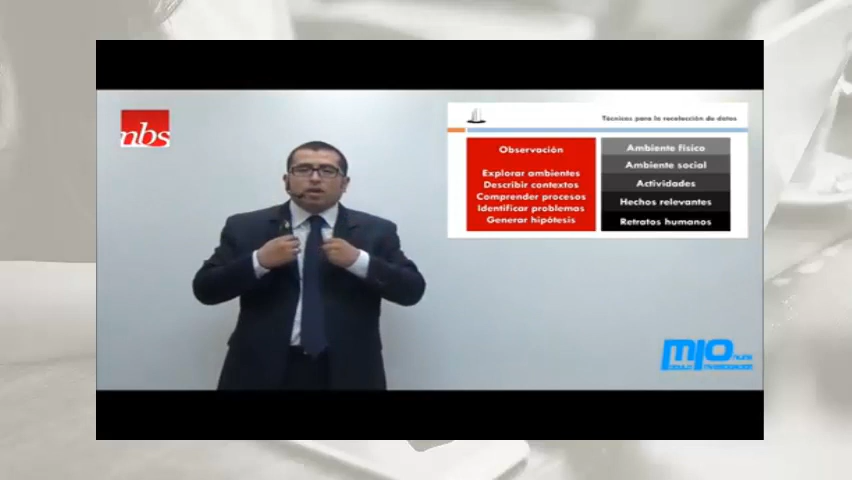 nbs
Técnicas para la recolección de datos
Observación
Explorar ambientes
Describir contextos
Comprender procesos
Identificar problemas
Generar hipótesis
Ambiente físico
Ambiente social
Actividades
Hechos relevantes
Retratos humanos